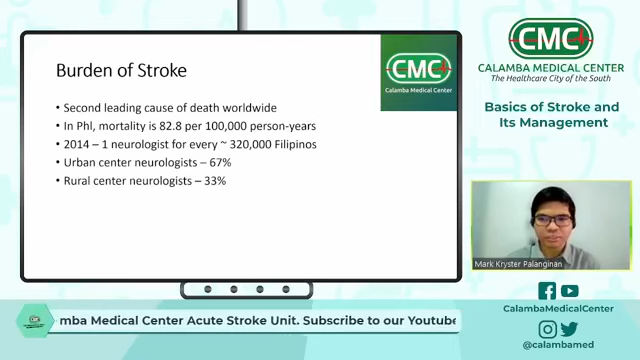 Burden of Stroke
• Second leading cause of death worldwide
• In Phl, mortality is 82.8 per 100,000 person-years
• 2014 – 1 neurologist for every ~ 320,000 Filipinos
• Urban center neurologists – 67%
• Rural center neurologists – 33%
CMC
Calamba Medical Center
CMC
CALAMBA MEDICAL CENTER
The Healthcare City of the South
Basics of Stroke and
Its Management
Mark Kryster Palanginan
CalambaMedicalCenter
@calambamed
CMC
mba Medical Center Acute Stroke Unit. Subscribe to our Youtube